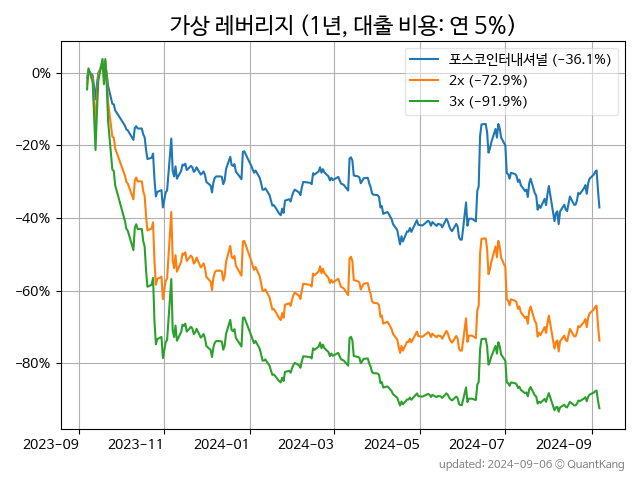 가상 레버리지 (1년, 대출 비용: 연 5%)
포스코인터내셔널 (−36.1%)
2x (−72.9%)
3x (−91.9%)
0%
−20%
−40%
−60%
−80%
2023-09 2023-11 2024-01 2024-03 2024-05 2024-07 2024-09
updated: 2024-09-06 © QuantKang